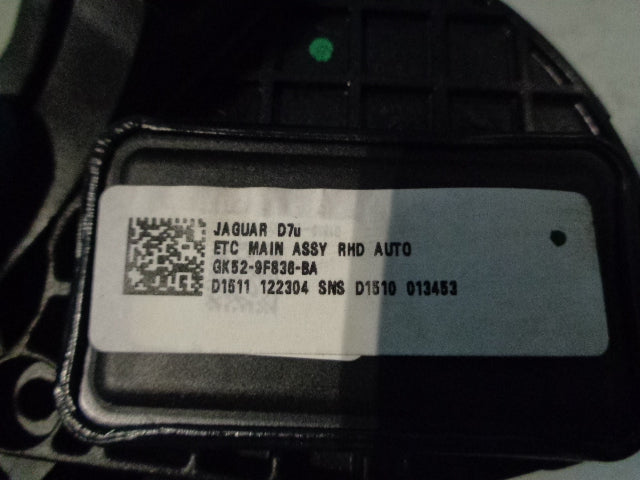 JAGUAR D7u
ETC MAIN ASSY RHD AUTO
GK52-9F836-BA
D1511 122304 SNS D1510 013453